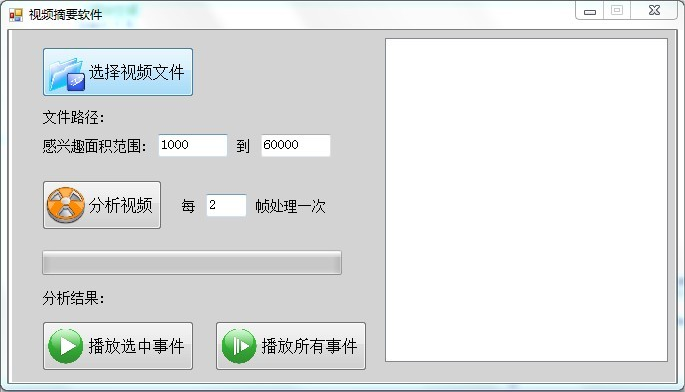 视频摘要软件
选择视频文件
文件路径：
感兴趣面积范围： 1000 到 60000
分析视频 每 2 帧处理一次
分析结果：
播放选中事件 播放所有事件